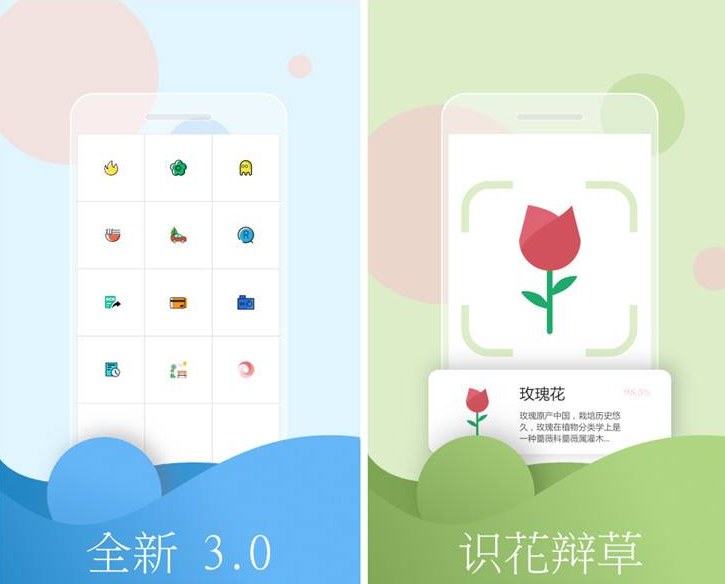 全新 3.0
玫瑰花
98.5%
玫瑰原产中国，栽培历史悠
久，玫瑰在植物分类学上是
一种蔷薇科蔷薇属灌木...
识花辩草